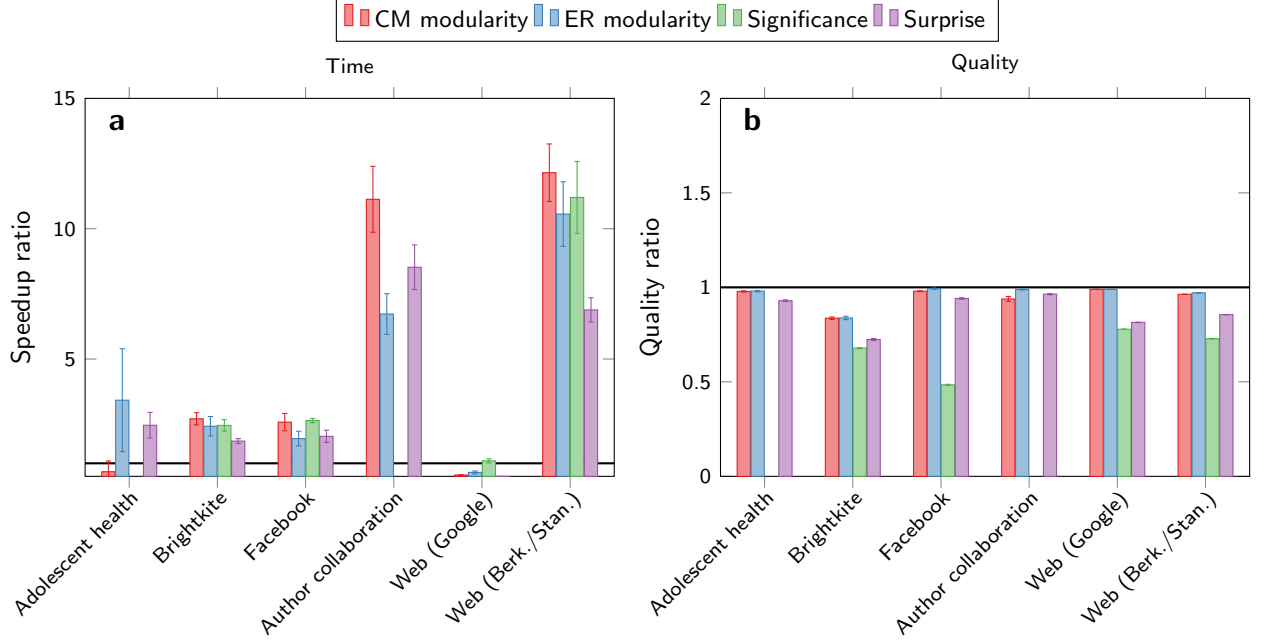 CM modularity ER modularity Significance Surprise
Time
Quality
a
15
10
5
Speedup ratio
Adolescent health
Brightkite
Facebook
Author collaboration
Web (Google)
Web (Berk./Stan.)
b
2
1.5
1
0.5
0
Quality ratio
Adolescent health
Brightkite
Facebook
Author collaboration
Web (Google)
Web (Berk./Stan.)